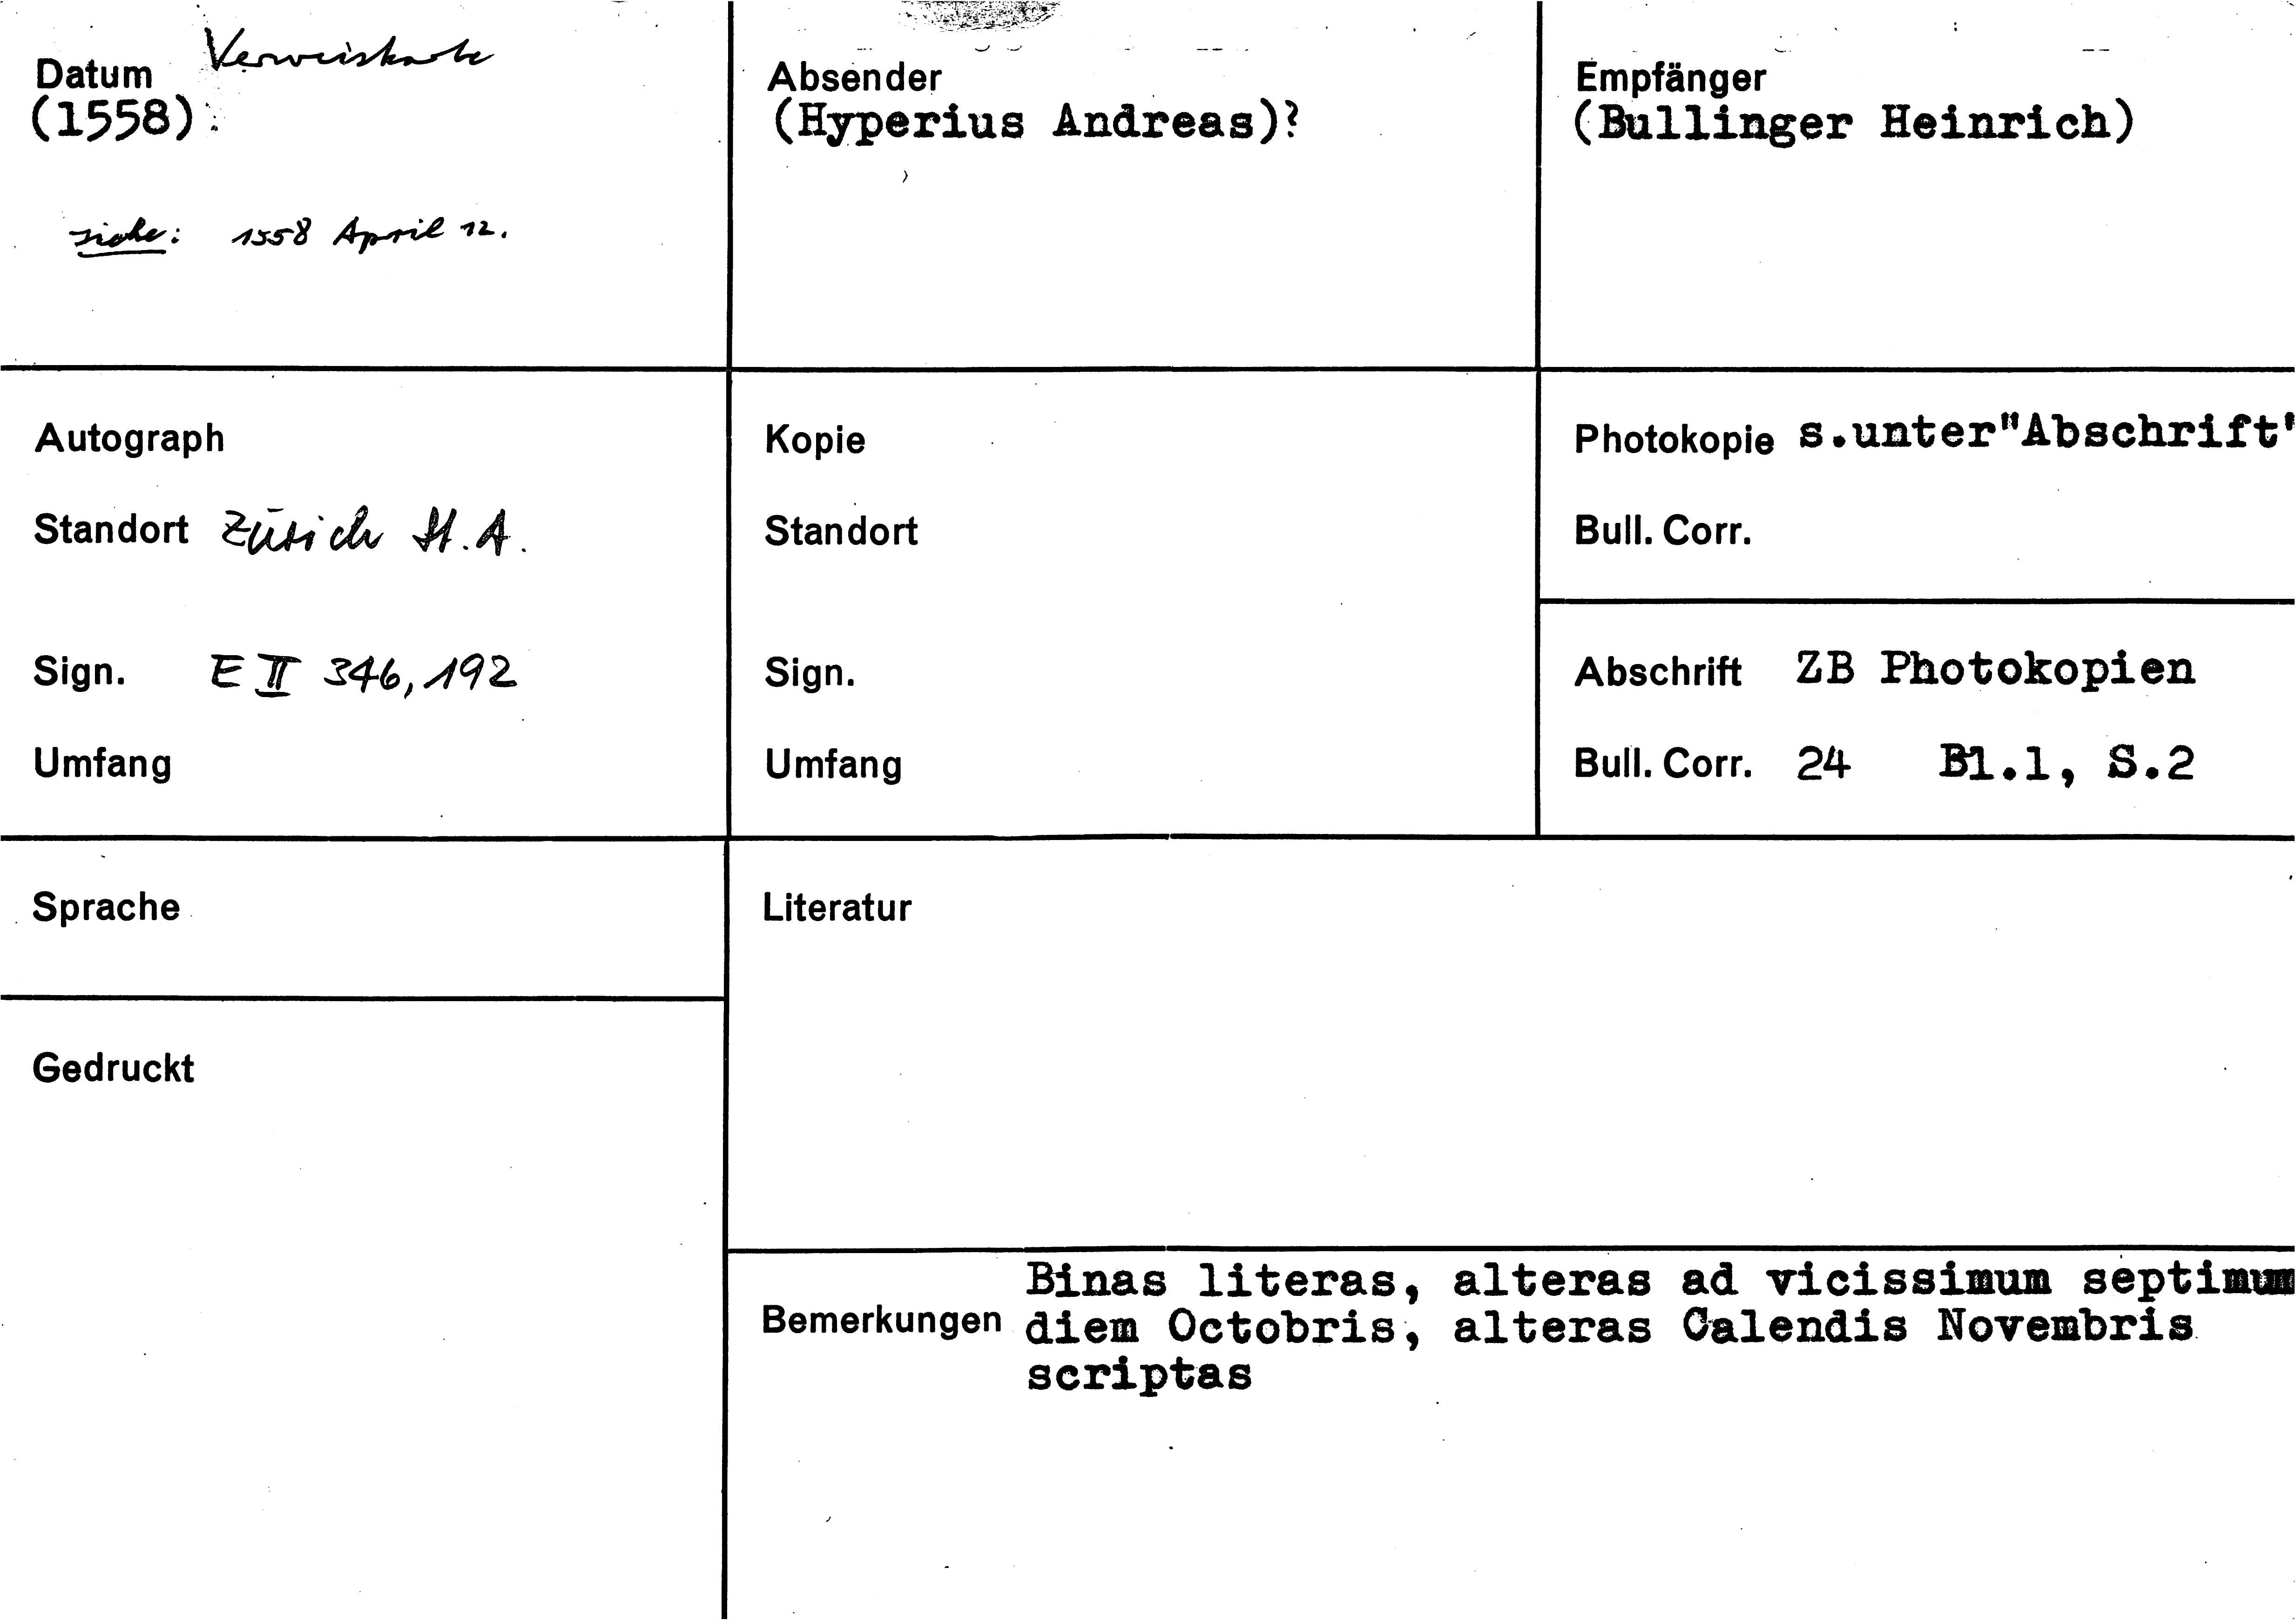 Verweiskarte
Datum
(1558)
siehe: 1558 April 12.
Absender
(Hyperius Andreas)?
Empfänger
(Bullinger Heinrich)
Autograph
Standort Zürich St.A.
Sign. E II 346, 192
Umfang
Kopie
Standort
Sign.
Umfang
Photokopie s.unter"Abschrift"
Bull. Corr.
Abschrift ZB Photokopien
Bull. Corr. 24 Bl.1, S.2
Sprache
Gedruckt
Literatur
Bemerkungen
Binas literas, alteras ad vicissimum septimum
diem Octobris, alteras Calendis Novembris
scriptas